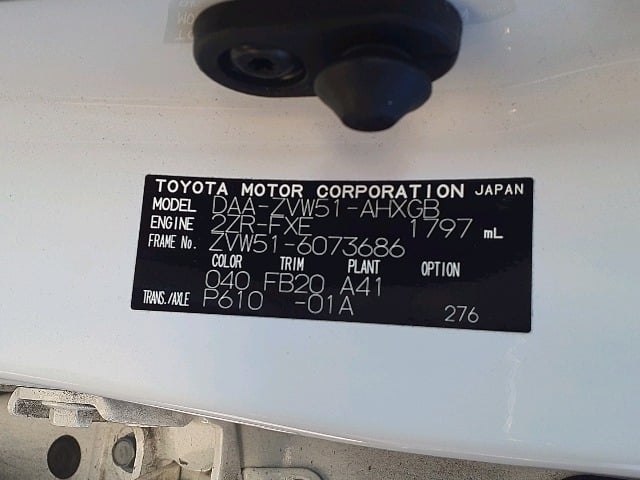 TOYOTA MOTOR CORPORATION JAPAN
MODEL DAA-ZVW51-AHXGB
ENGINE 2ZR-FXE 1797 mL
FRAME No. ZVW51-6073686
COLOR TRIM PLANT OPTION
040 FB20 A41
TRANS./AXLE P610 -01A 276